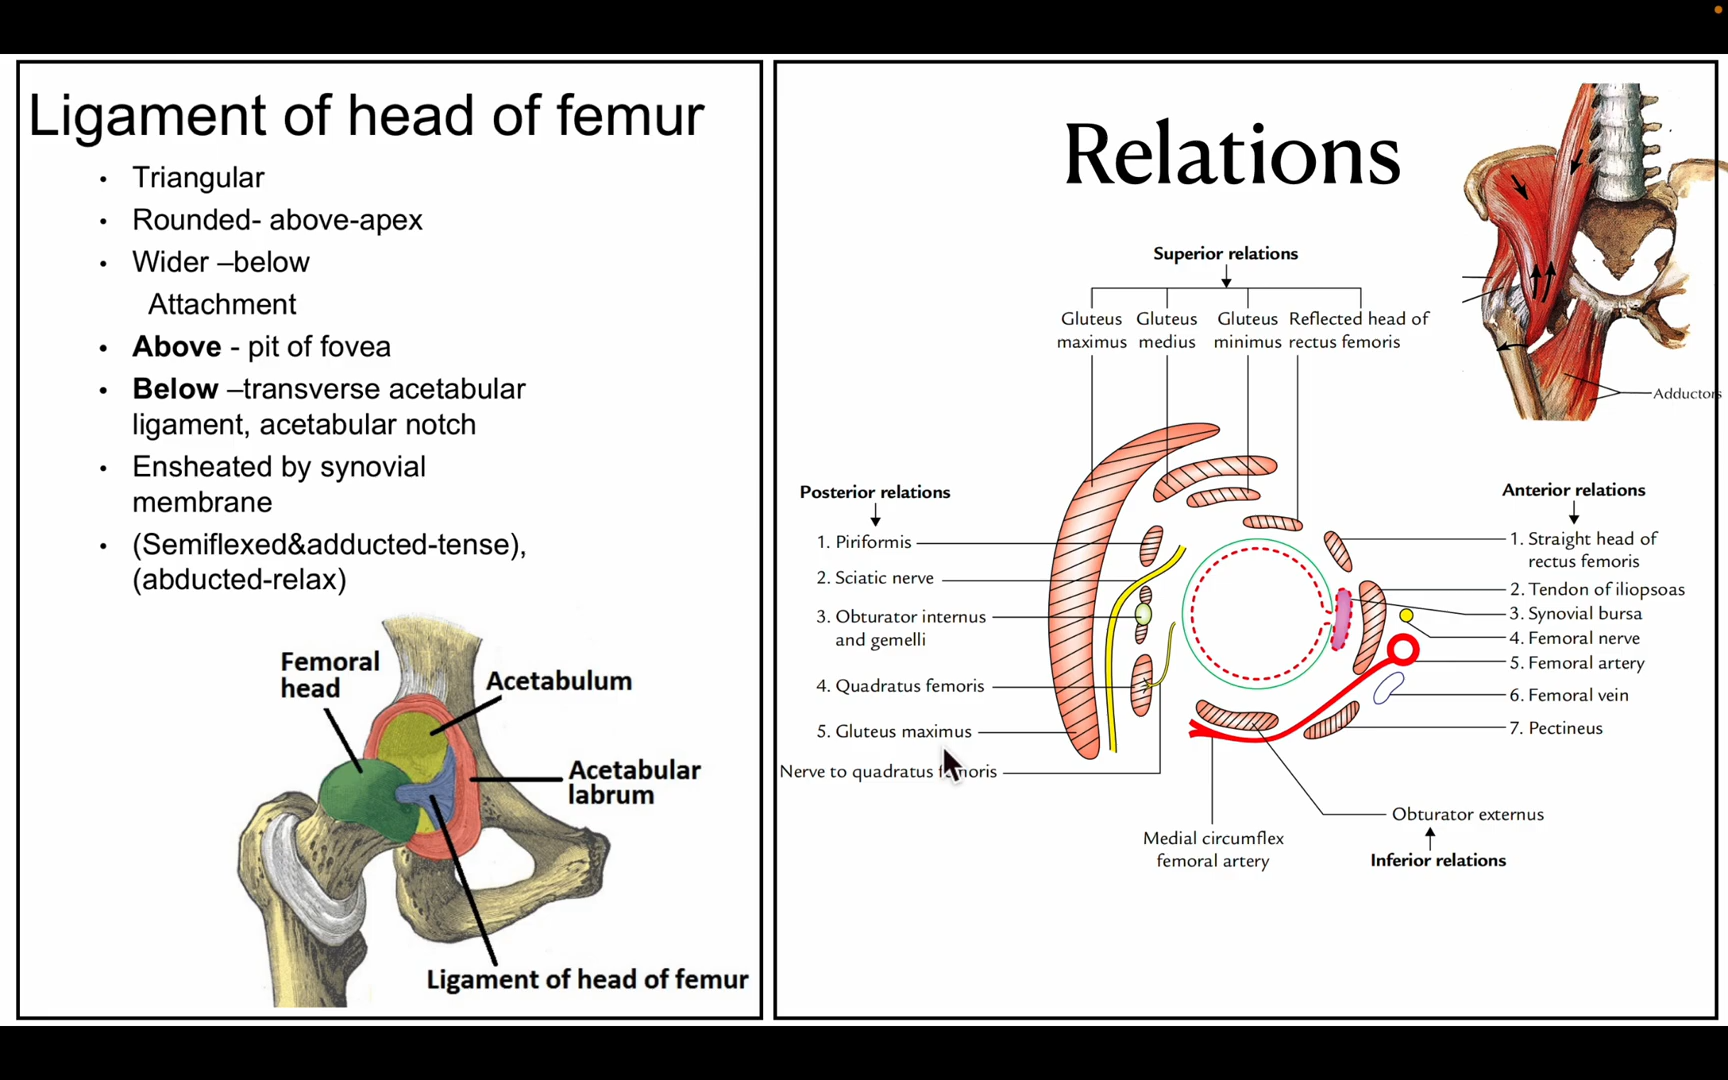 Ligament of head of femur
• Triangular
• Rounded- above-apex
• Wider –below
Attachment
• Above - pit of fovea
• Below –transverse acetabular
ligament, acetabular notch
• Ensheated by synovial
membrane
• (Semiflexed&adducted-tense),
(abducted-relax)
Femoral
head
Acetabulum
Acetabular
labrum
Ligament of head of femur
Relations
Adductors
Superior relations
Gluteus
maximus
Gluteus
medius
Gluteus
minimus
Reflected head of
rectus femoris
Posterior relations
1. Piriformis
2. Sciatic nerve
3. Obturator internus
and gemelli
4. Quadratus femoris
5. Gluteus maximus
Nerve to quadratus femoris
Anterior relations
1. Straight head of
rectus femoris
2. Tendon of iliopsoas
3. Synovial bursa
4. Femoral nerve
5. Femoral artery
6. Femoral vein
7. Pectineus
Medial circumflex
femoral artery
Obturator externus
Inferior relations